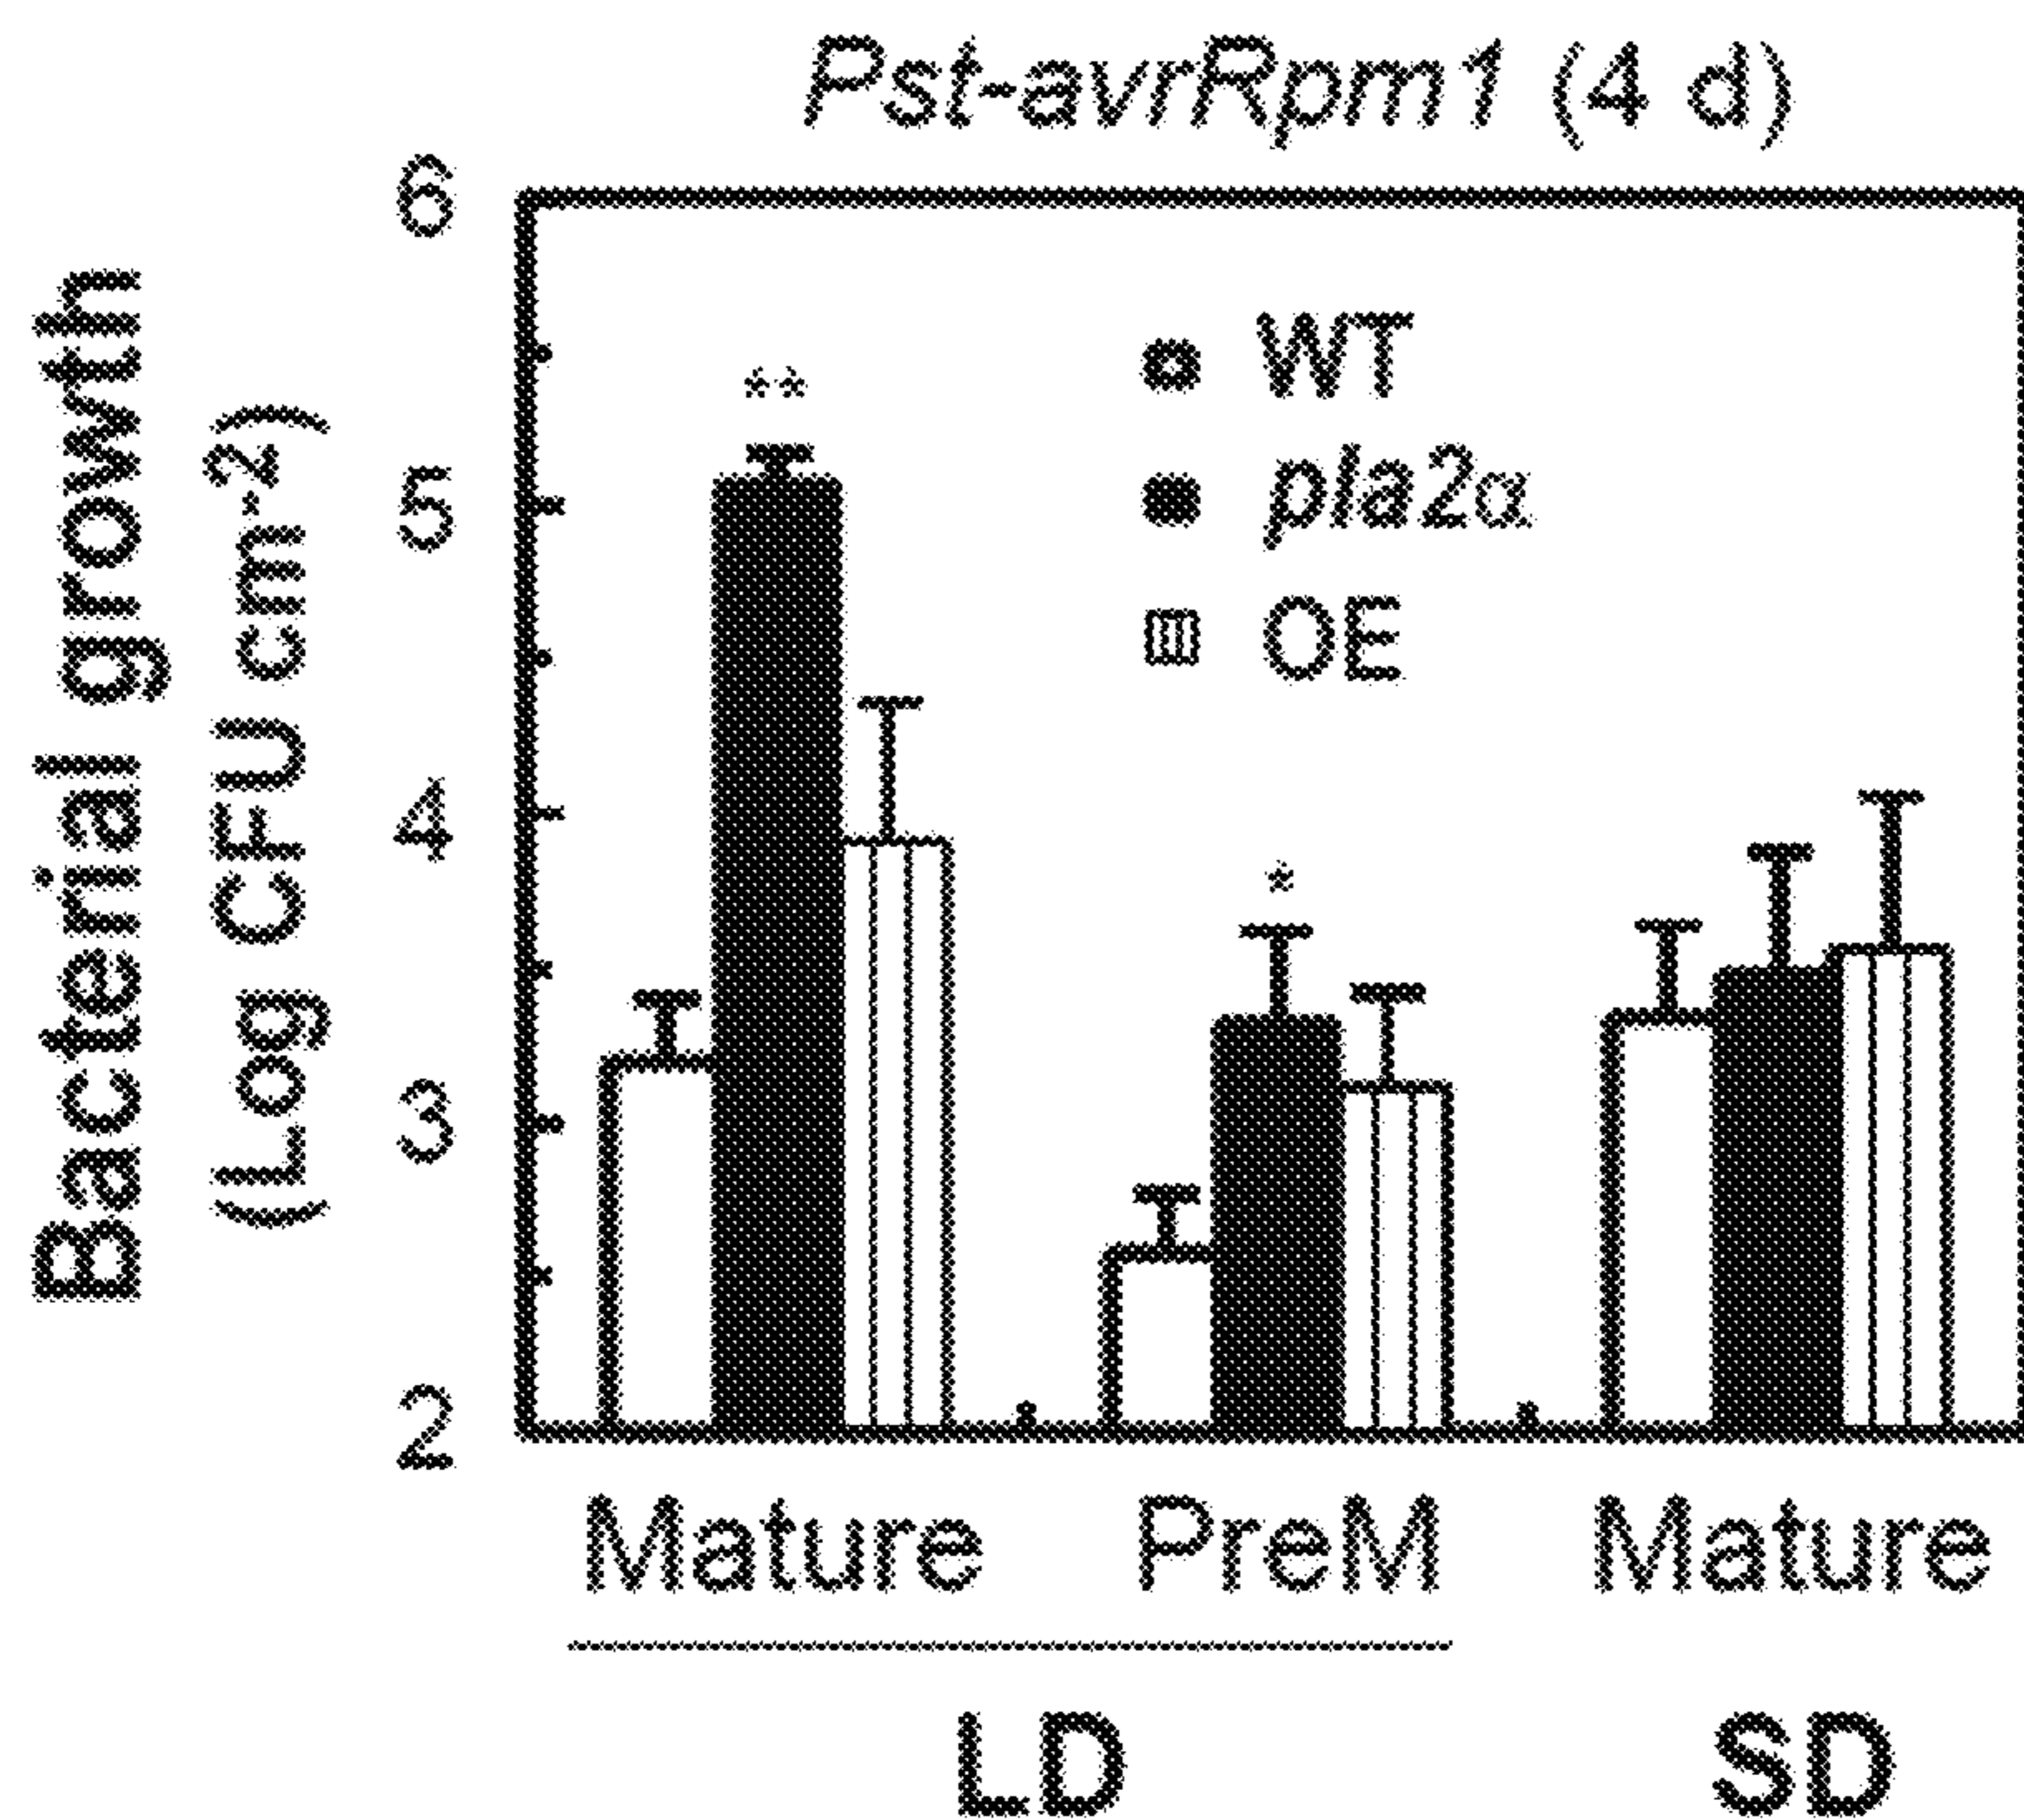 Pst-avrRpm1 (4 d)
Bacterial growth
(Log CFU cm-2)
6
5
4
3
2
**
*
WT
pla2α
OE
Mature PreM Mature
LD SD